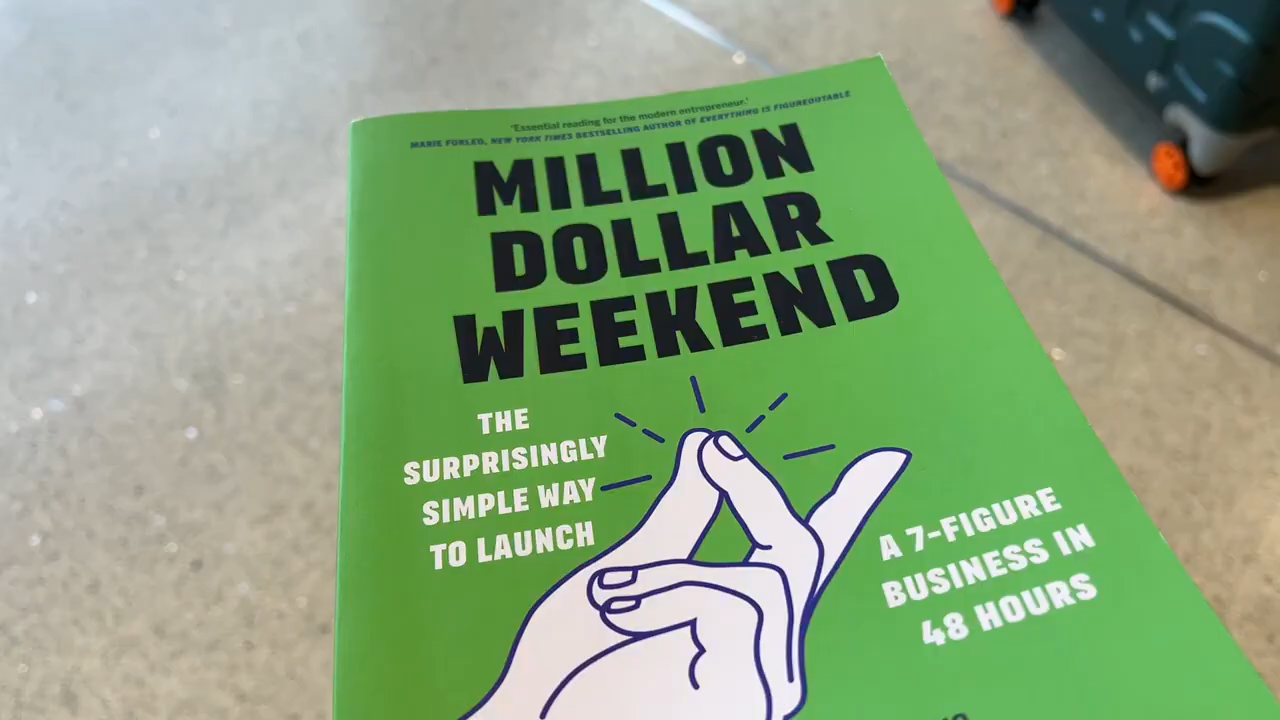 'Essential reading for the modern entrepreneur.'
MARIE FORLEO, NEW YORK TIMES BESTSELLING AUTHOR OF EVERYTHING IS FIGUREOUTABLE
MILLION
DOLLAR
WEEKEND
THE
SURPRISINGLY
SIMPLE WAY
TO LAUNCH
A 7-FIGURE
BUSINESS IN
48 HOURS